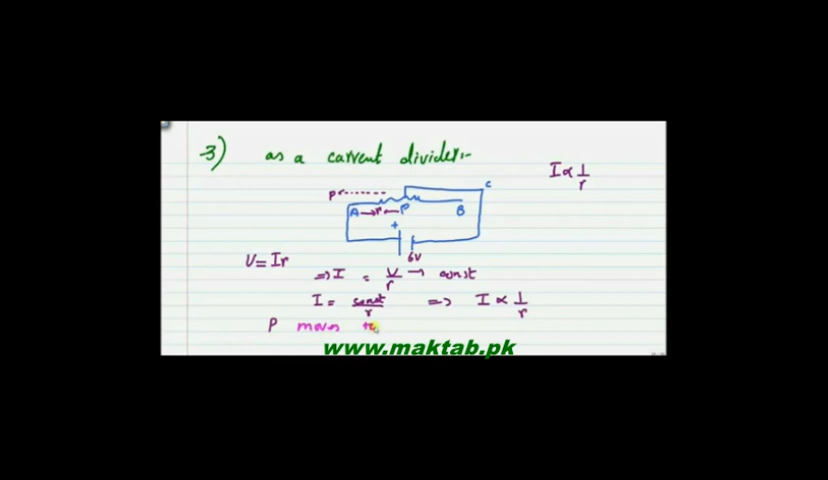 3) as a current divider:-
I ∝ 1/r
P
C
A r P B
+
6V
V = Ir
⇒ I = V/r → const
I = const/r ⇒ I ∝ 1/r
P moves
www.maktab.pk